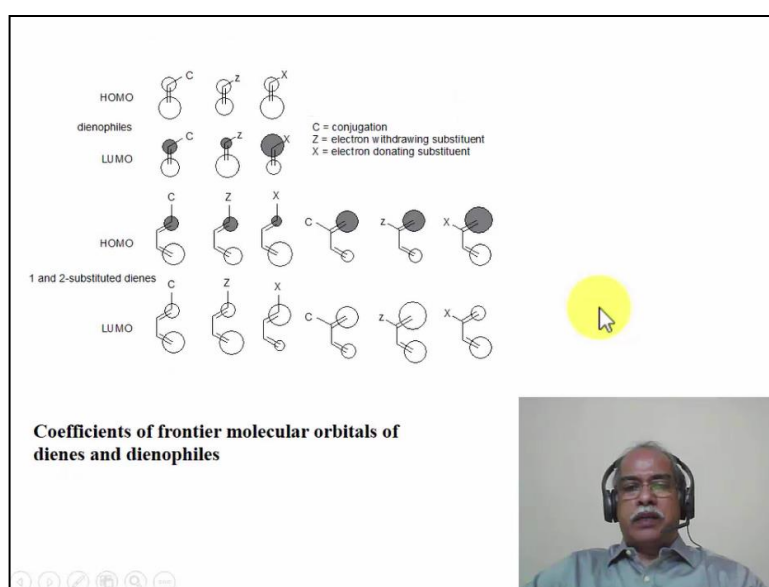 C Z X
HOMO
dienophiles
C = conjugation
Z = electron withdrawing substituent
X = electron donating substituent
C Z X
LUMO
C Z X
C z X
HOMO
1 and 2-substituted dienes
C Z X
C z X
LUMO
Coefficients of frontier molecular orbitals of
dienes and dienophiles